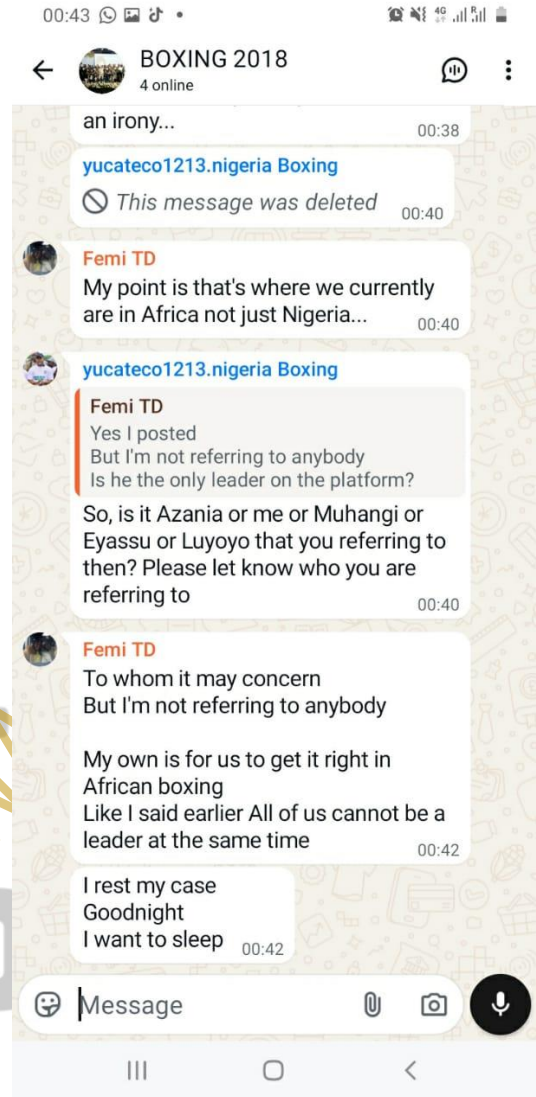 00:43
4G R
BOXING 2018
4 online
an irony...
00:38
yucateco1213.nigeria Boxing
This message was deleted 00:40
Femi TD
My point is that's where we currently
are in Africa not just Nigeria...
00:40
yucateco1213.nigeria Boxing
Femi TD
Yes I posted
But I'm not referring to anybody
Is he the only leader on the platform?
So, is it Azania or me or Muhangi or
Eyassu or Luyoyo that you referring to
then? Please let know who you are
referring to
00:40
Femi TD
To whom it may concern
But I'm not referring to anybody
My own is for us to get it right in
African boxing
Like I said earlier All of us cannot be a
leader at the same time
00:42
I rest my case
Goodnight
I want to sleep 00:42
Message